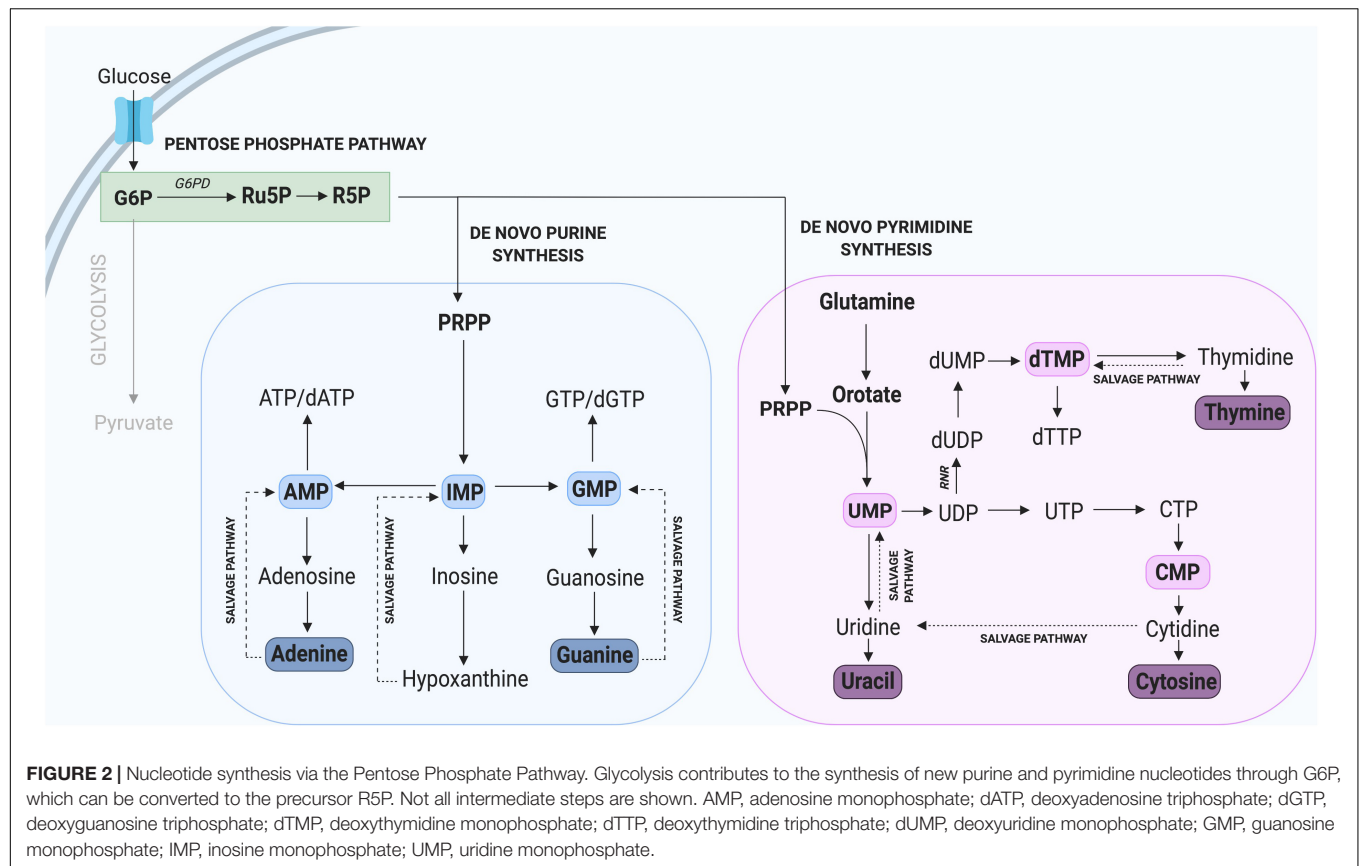 Glucose
PENTOSE PHOSPHATE PATHWAY
G6P
G6PD
Ru5P
R5P
GLYCOLYSIS
Pyruvate
DE NOVO PURINE
SYNTHESIS
PRPP
ATP/dATP
GTP/dGTP
AMP
IMP
GMP
SALVAGE PATHWAY
SALVAGE PATHWAY
SALVAGE PATHWAY
Adenosine
Inosine
Guanosine
Adenine
Guanine
Hypoxanthine
DE NOVO PYRIMIDINE
SYNTHESIS
Glutamine
Orotate
PRPP
dUMP
dTMP
Thymidine
SALVAGE PATHWAY
Thymine
dUDP
dTTP
RNR
UMP
UDP
UTP
CTP
SALVAGE
PATHWAY
CMP
Uridine
SALVAGE PATHWAY
Cytidine
Uracil
Cytosine
FIGURE 2 | Nucleotide synthesis via the Pentose Phosphate Pathway. Glycolysis contributes to the synthesis of new purine and pyrimidine nucleotides through G6P,
which can be converted to the precursor R5P. Not all intermediate steps are shown. AMP, adenosine monophosphate; dATP, deoxyadenosine triphosphate; dGTP,
deoxyguanosine triphosphate; dTMP, deoxythymidine monophosphate; dTTP, deoxythymidine triphosphate; dUMP, deoxyuridine monophosphate; GMP, guanosine
monophosphate; IMP, inosine monophosphate; UMP, uridine monophosphate.